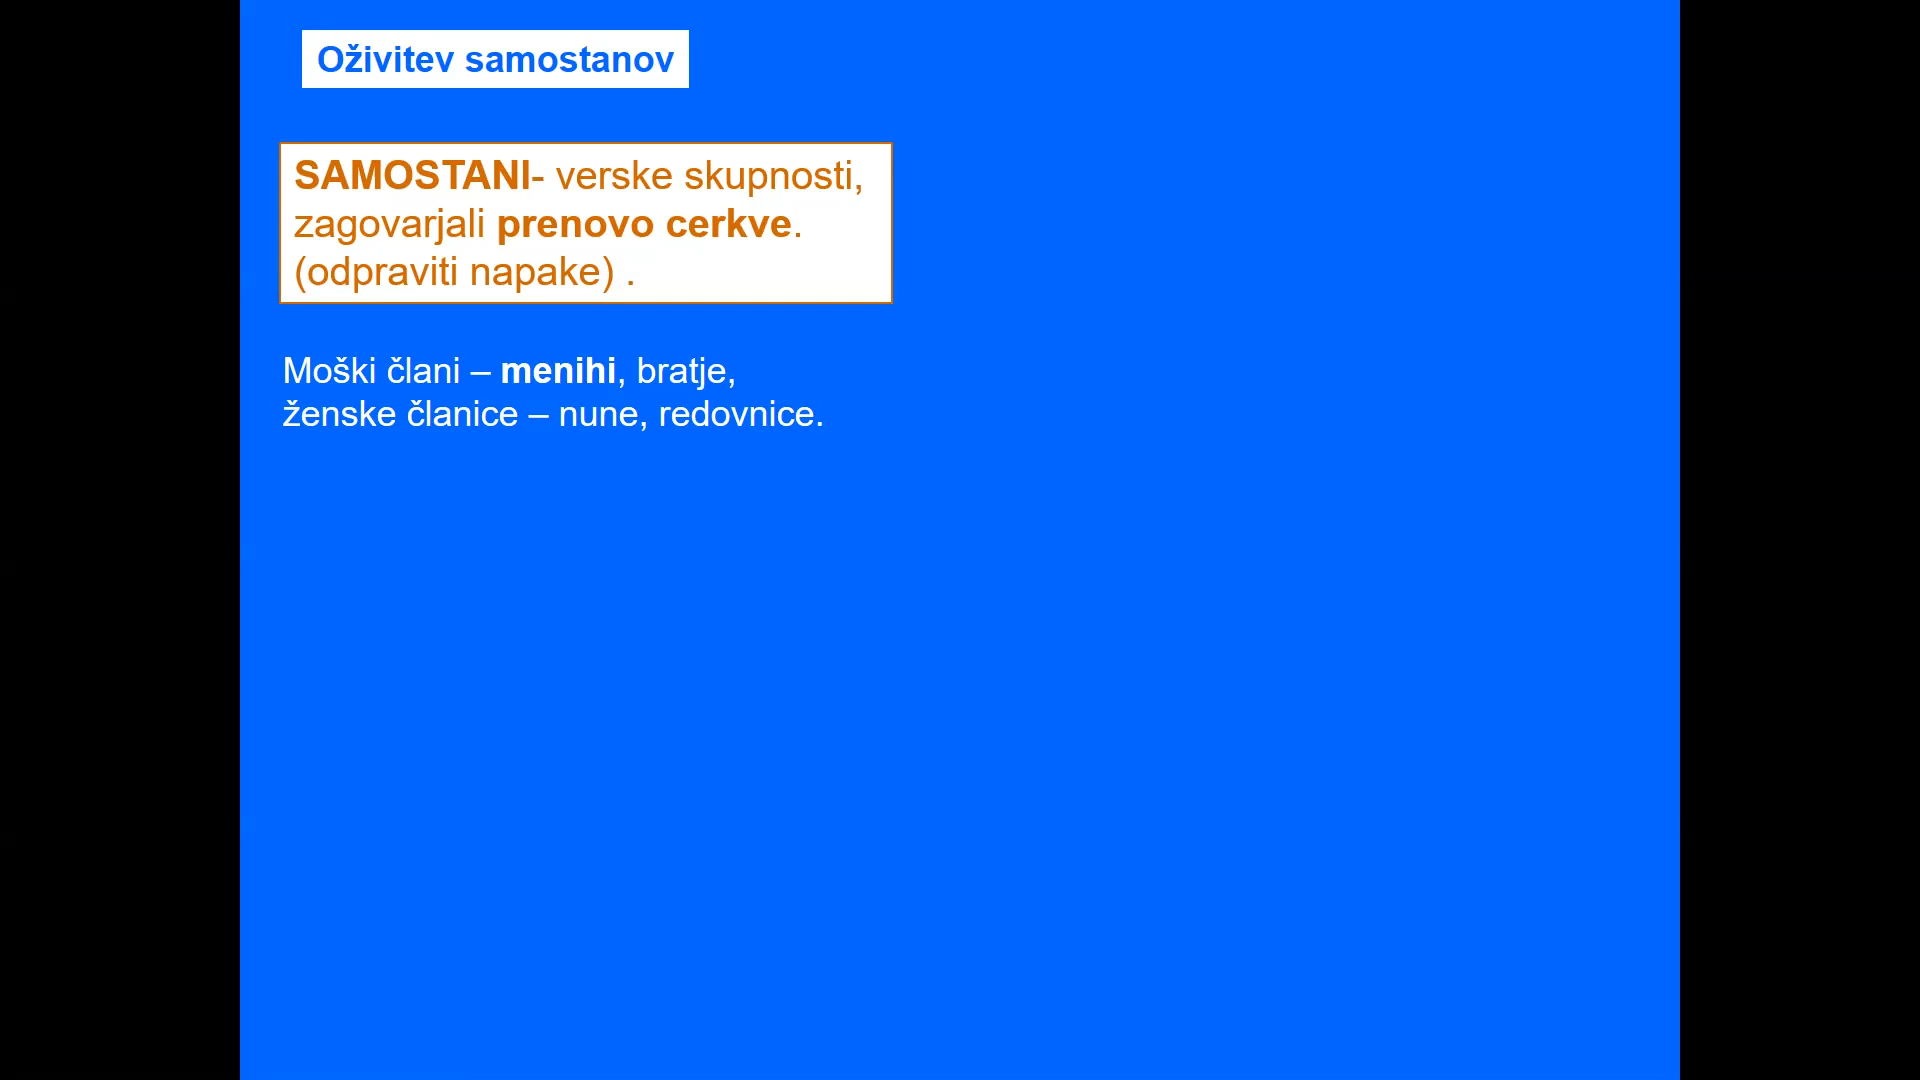 Oživitev samostanov
SAMOSTANI- verske skupnosti,
zagovarjali prenovo cerkve.
(odpraviti napake) .
Moški člani – menihi, bratje,
ženske članice – nune, redovnice.